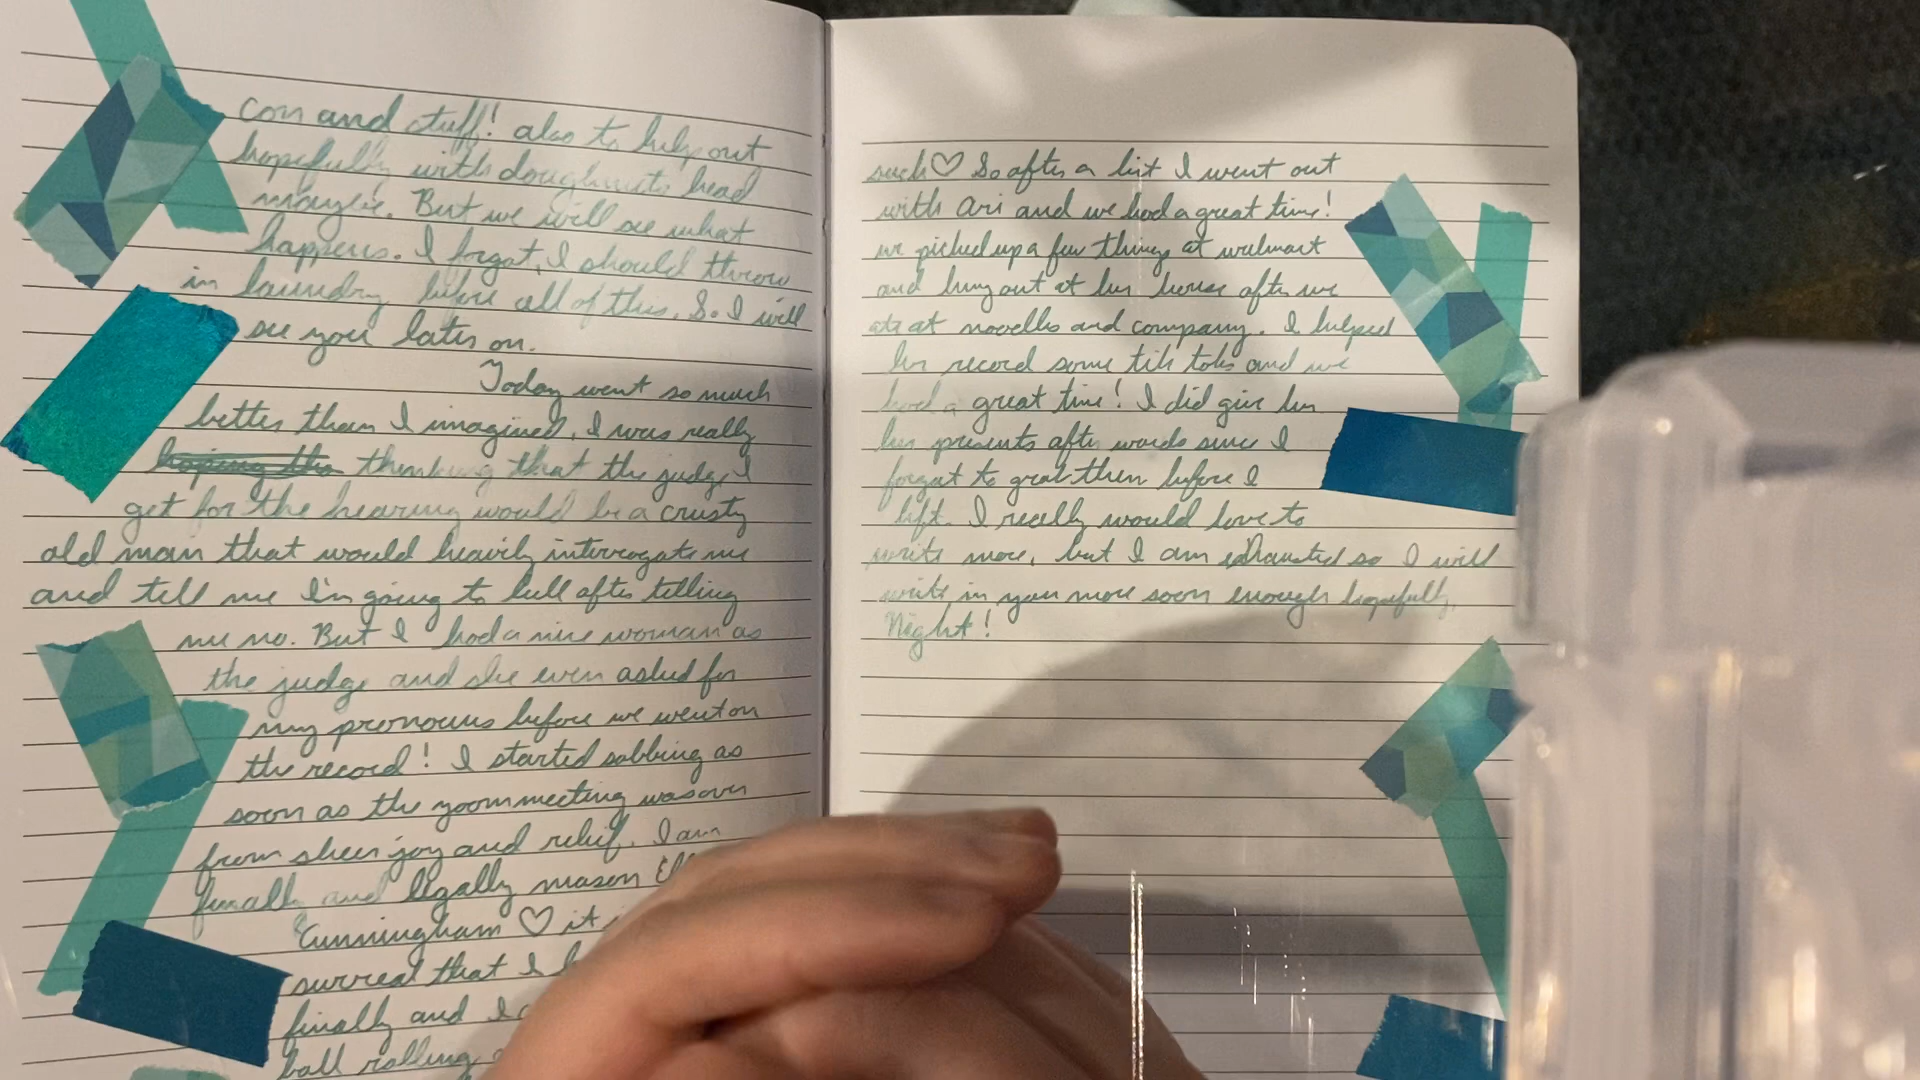 con and stuff! also to help out
hopefully with doughnuts head
maybe. But we will see what
happens. I forgot, I should throw
in laundry before all of this. So I will
see you later on.
Today went so much
better than I imagined, I was really
thinking that the judge I
get for the hearing would be a crusty
old man that would heavily interrogate me
and tell me I'm going to hell after telling
me no. But I had a nice woman as
the judge and she even asked for
my pronouns before we went on
the record! I started sobbing as
soon as the zoom meeting was over
from sheer joy and relief. I am
finally and legally mason
Cunningham ♡ it
surreal that I
finally and I
ball rolling
such ♡ So after a bit I went out
with Ari and we had a great time!
we picked up a few things at walmart
and hung out at her house after we
ate at novellas and company. I helped
her record some tik toks and we
had a great time! I did give her
her presents after words since I
forgot to grab them before I
left. I really would love to
write more, but I am exhausted so I will
write in you more soon enough hopefully.
Night!